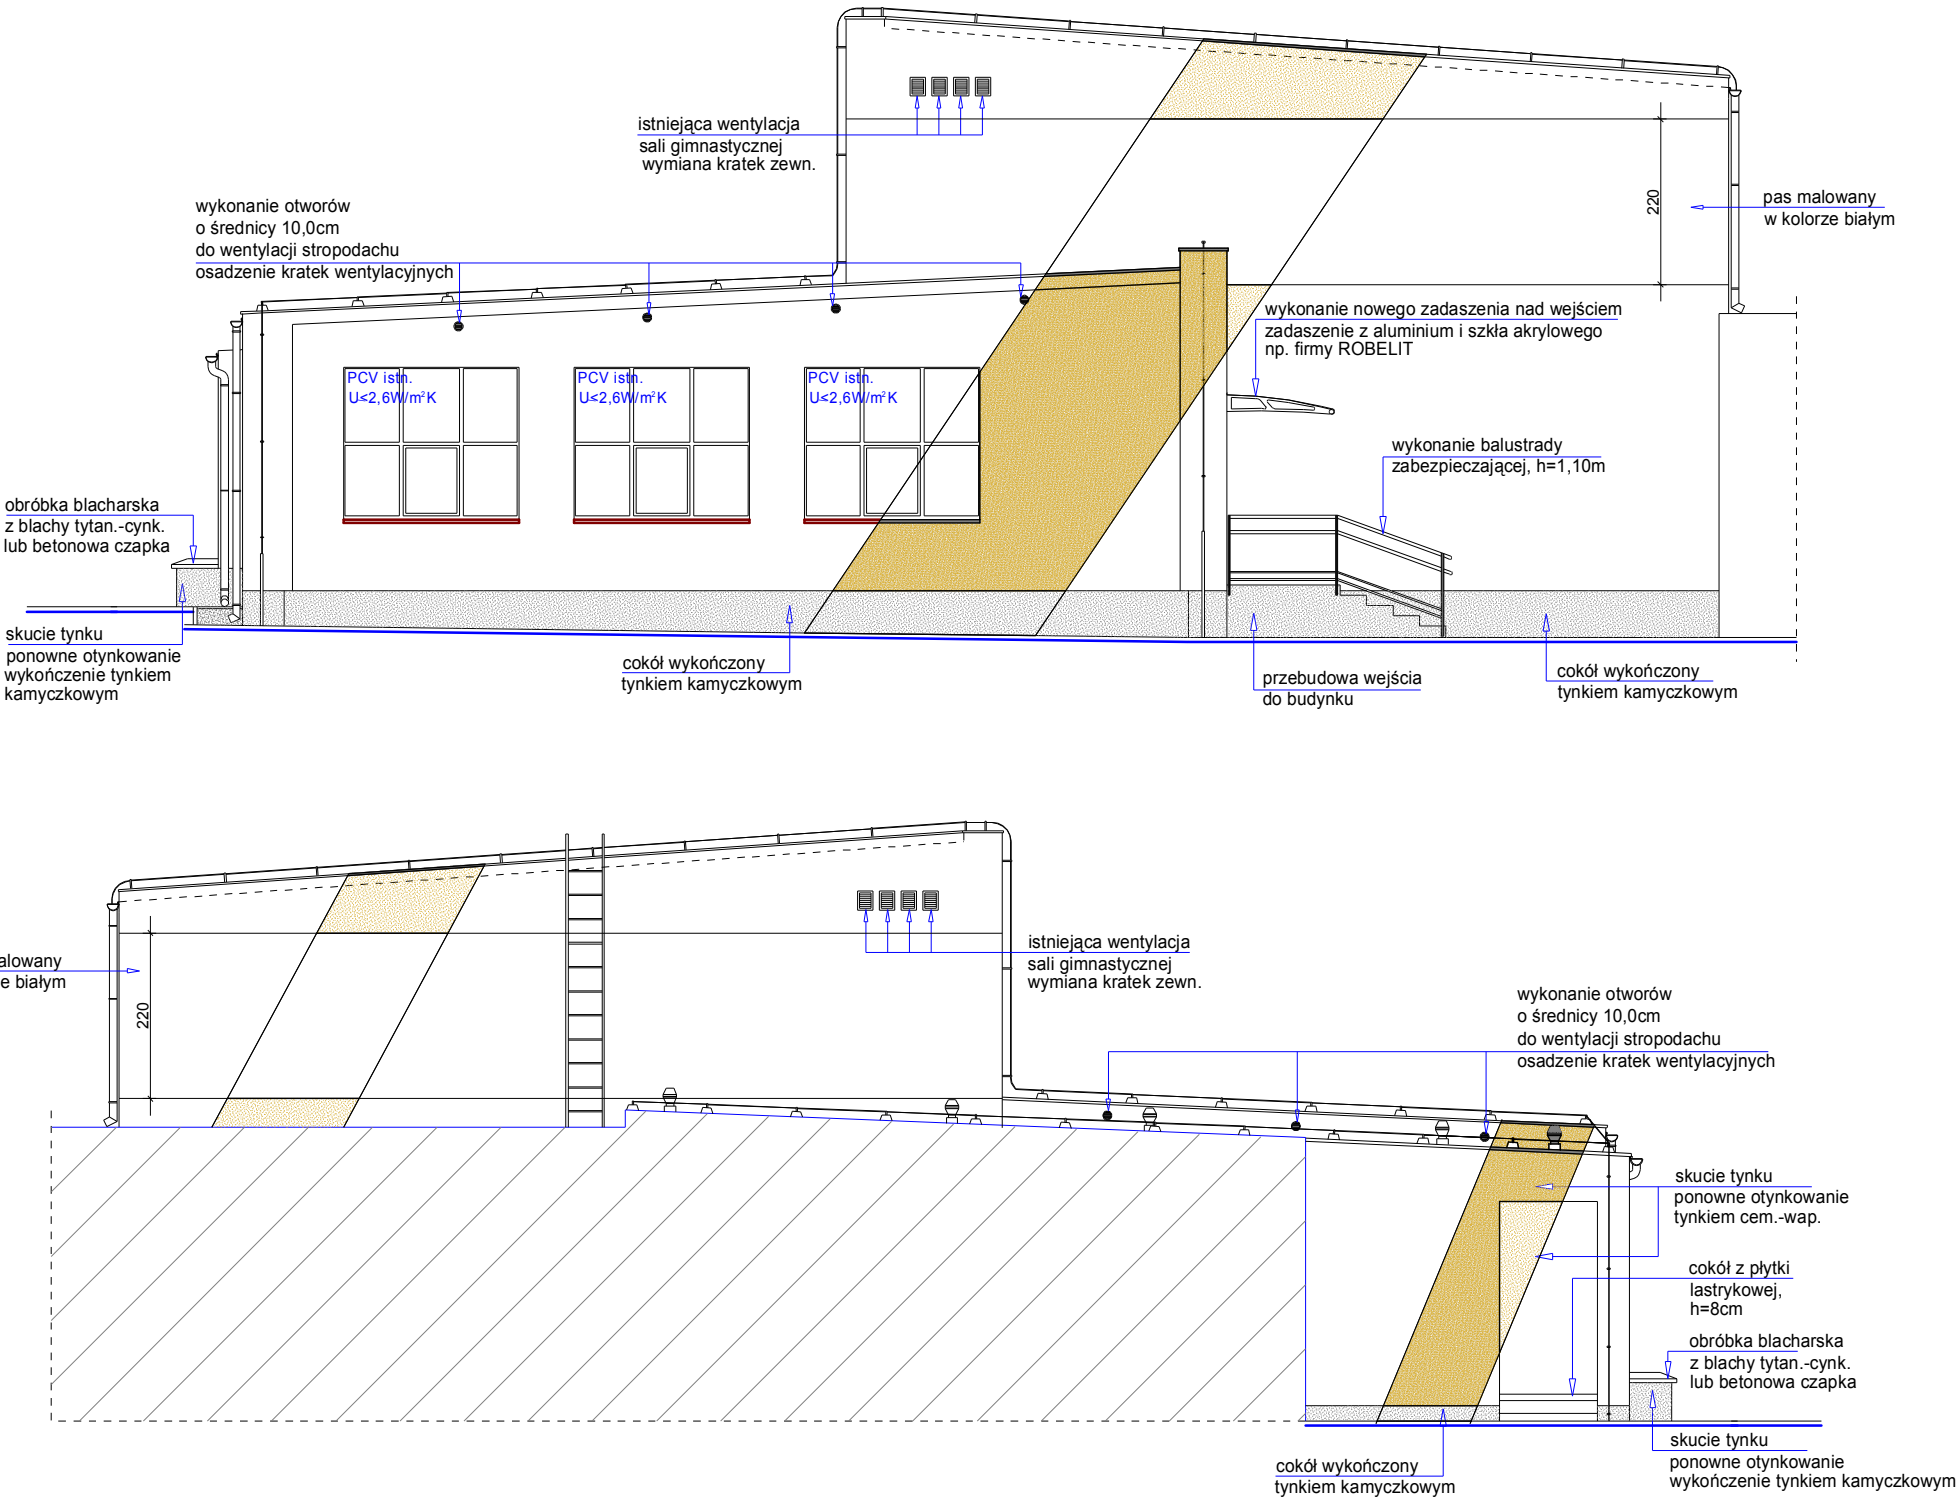 istniejąca wentylacja
sali gimnastycznej
wymiana kratek zewn.
wykonanie otworów
o średnicy 10,0cm
do wentylacji stropodachu
osadzenie kratek wentylacyjnych
220
pas malowany
w kolorze białym
wykonanie nowego zadaszenia nad wejściem
zadaszenie z aluminium i szkła akrylowego
np. firmy ROBELIT
PCV istn.
U≤2,6W/m²K
PCV istn.
U≤2,6W/m²K
PCV istn.
U≤2,6W/m²K
wykonanie balustrady
zabezpieczającej, h=1,10m
obróbka blacharska
z blachy tytan.-cynk.
lub betonowa czapka
skucie tynku
ponowne otynkowanie
wykończenie tynkiem
kamyczkowym
cokół wykończony
tynkiem kamyczkowym
przebudowa wejścia
do budynku
cokół wykończony
tynkiem kamyczkowym
alowany
e białym
220
istniejąca wentylacja
sali gimnastycznej
wymiana kratek zewn.
wykonanie otworów
o średnicy 10,0cm
do wentylacji stropodachu
osadzenie kratek wentylacyjnych
skucie tynku
ponowne otynkowanie
tynkiem cem.-wap.
cokół z płytki
lastrykowej,
h=8cm
obróbka blacharska
z blachy tytan.-cynk.
lub betonowa czapka
skucie tynku
ponowne otynkowanie
wykończenie tynkiem kamyczkowym
cokół wykończony
tynkiem kamyczkowym